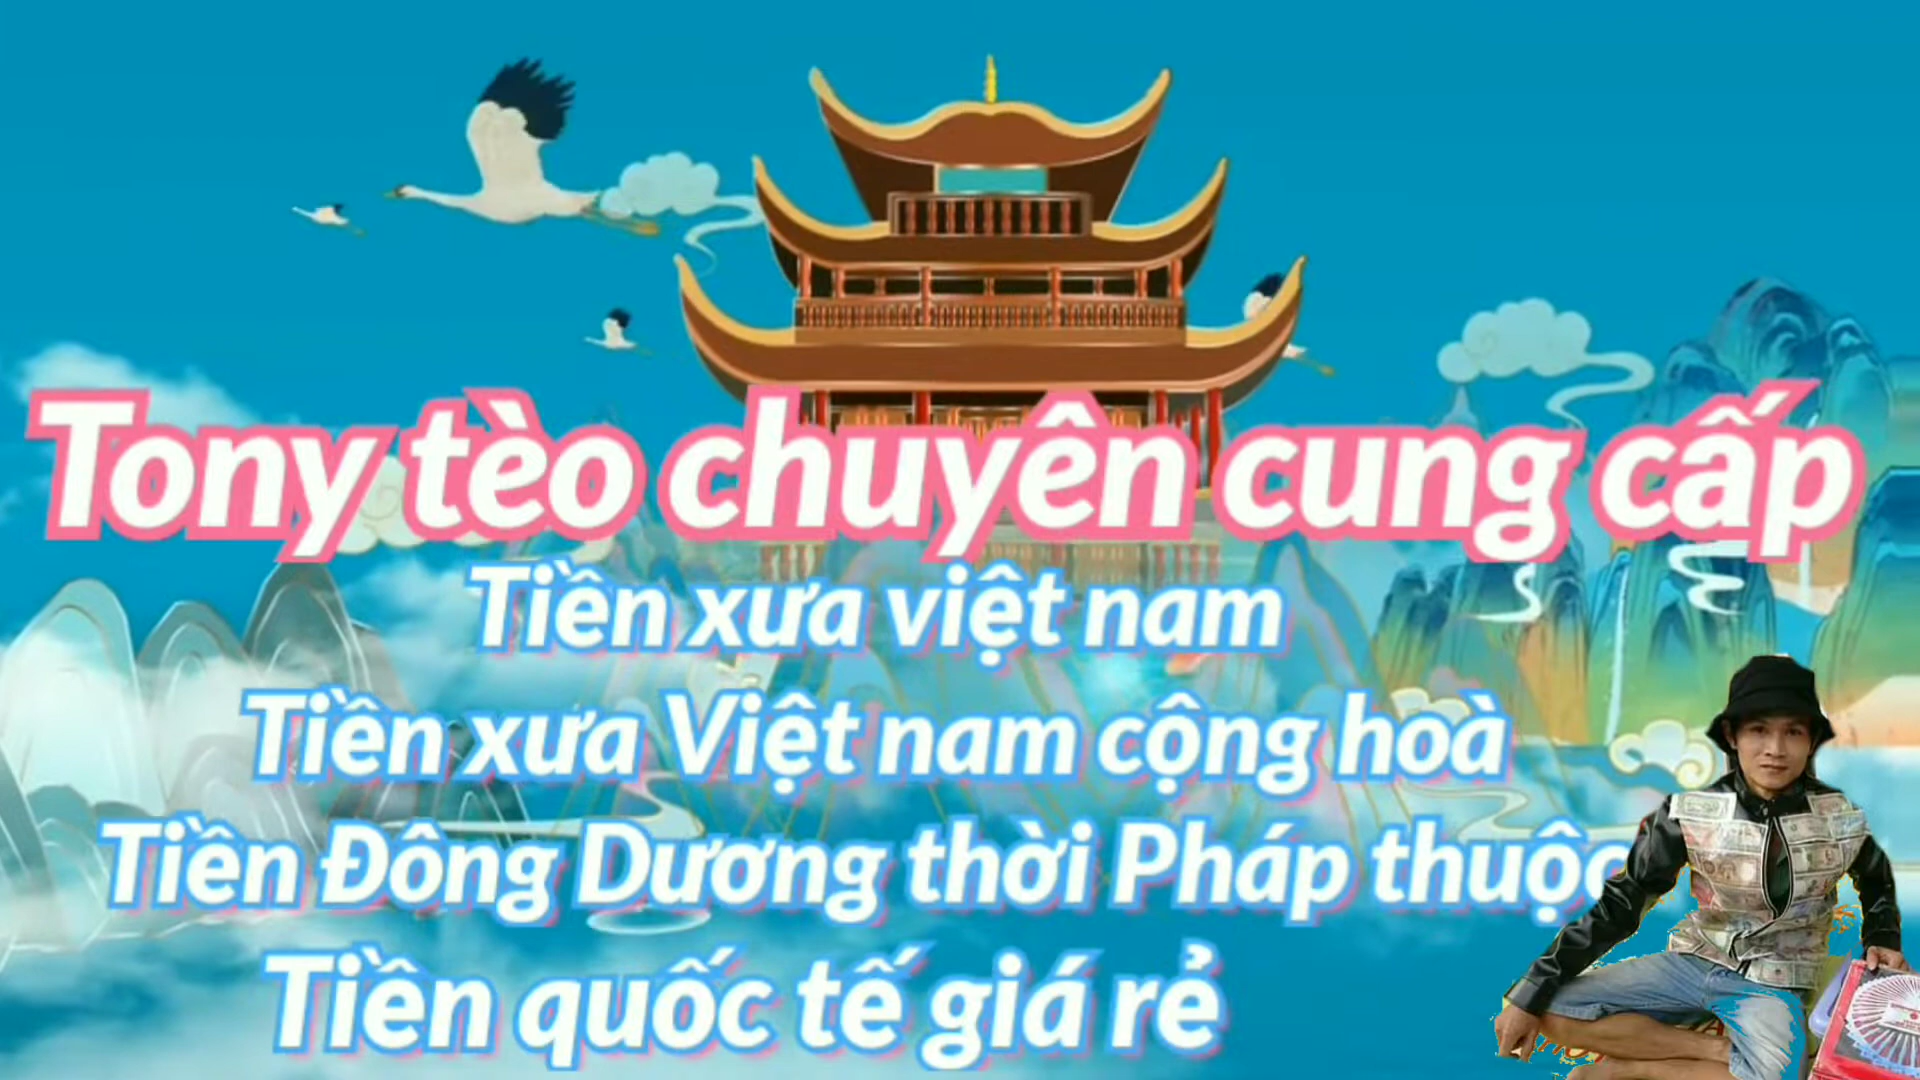 Tony tèo chuyên cung cấp
Tiền xưa việt nam
Tiền xưa Việt nam cộng hoà
Tiền Đông Dương thời Pháp thuộc
Tiền quốc tế giá rẻ